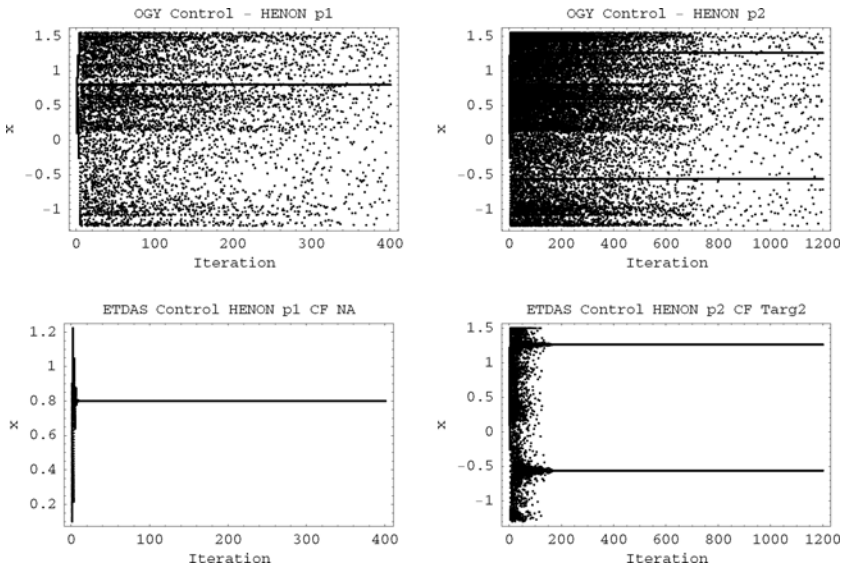 OGY Control - HENON p1
1.5
1
0.5
0
-0.5
-1
x
0 100 200 300 400
Iteration
OGY Control - HENON p2
1.5
1
0.5
0
-0.5
-1
x
0 200 400 600 800 1000 1200
Iteration
ETDAS Control HENON p1 CF NA
1.2
1
0.8
0.6
0.4
0.2
x
0 100 200 300 400
Iteration
ETDAS Control HENON p2 CF Targ2
1.5
1
0.5
0
-0.5
-1
x
0 200 400 600 800 1000 1200
Iteration